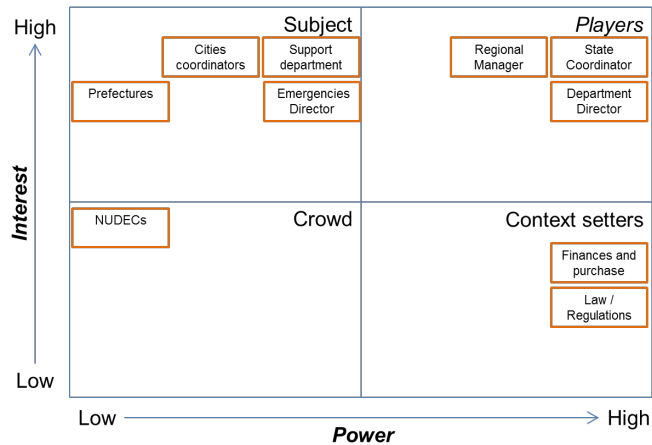 High
Subject
Players
Cities
coordinators
Support
department
Regional
Manager
State
Coordinator
Prefectures
Emergencies
Director
Department
Director
Interest
NUDECs
Crowd
Context setters
Finances and
purchase
Law /
Regulations
Low
Low
High
Power